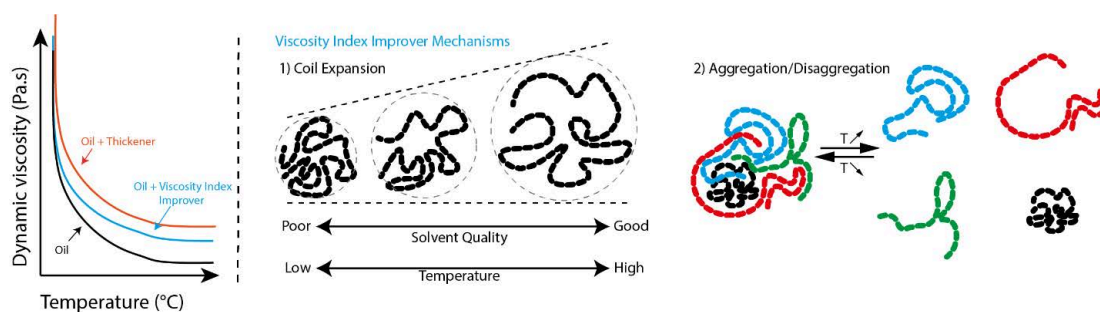 Dynamic viscosity (Pa.s)
Oil + Thickener
Oil + Viscosity Index
Improver
Oil
Temperature (°C)
Viscosity Index Improver Mechanisms
1) Coil Expansion
Poor
Good
Solvent Quality
Low
High
Temperature
2) Aggregation/Disaggregation
T↗
T↘